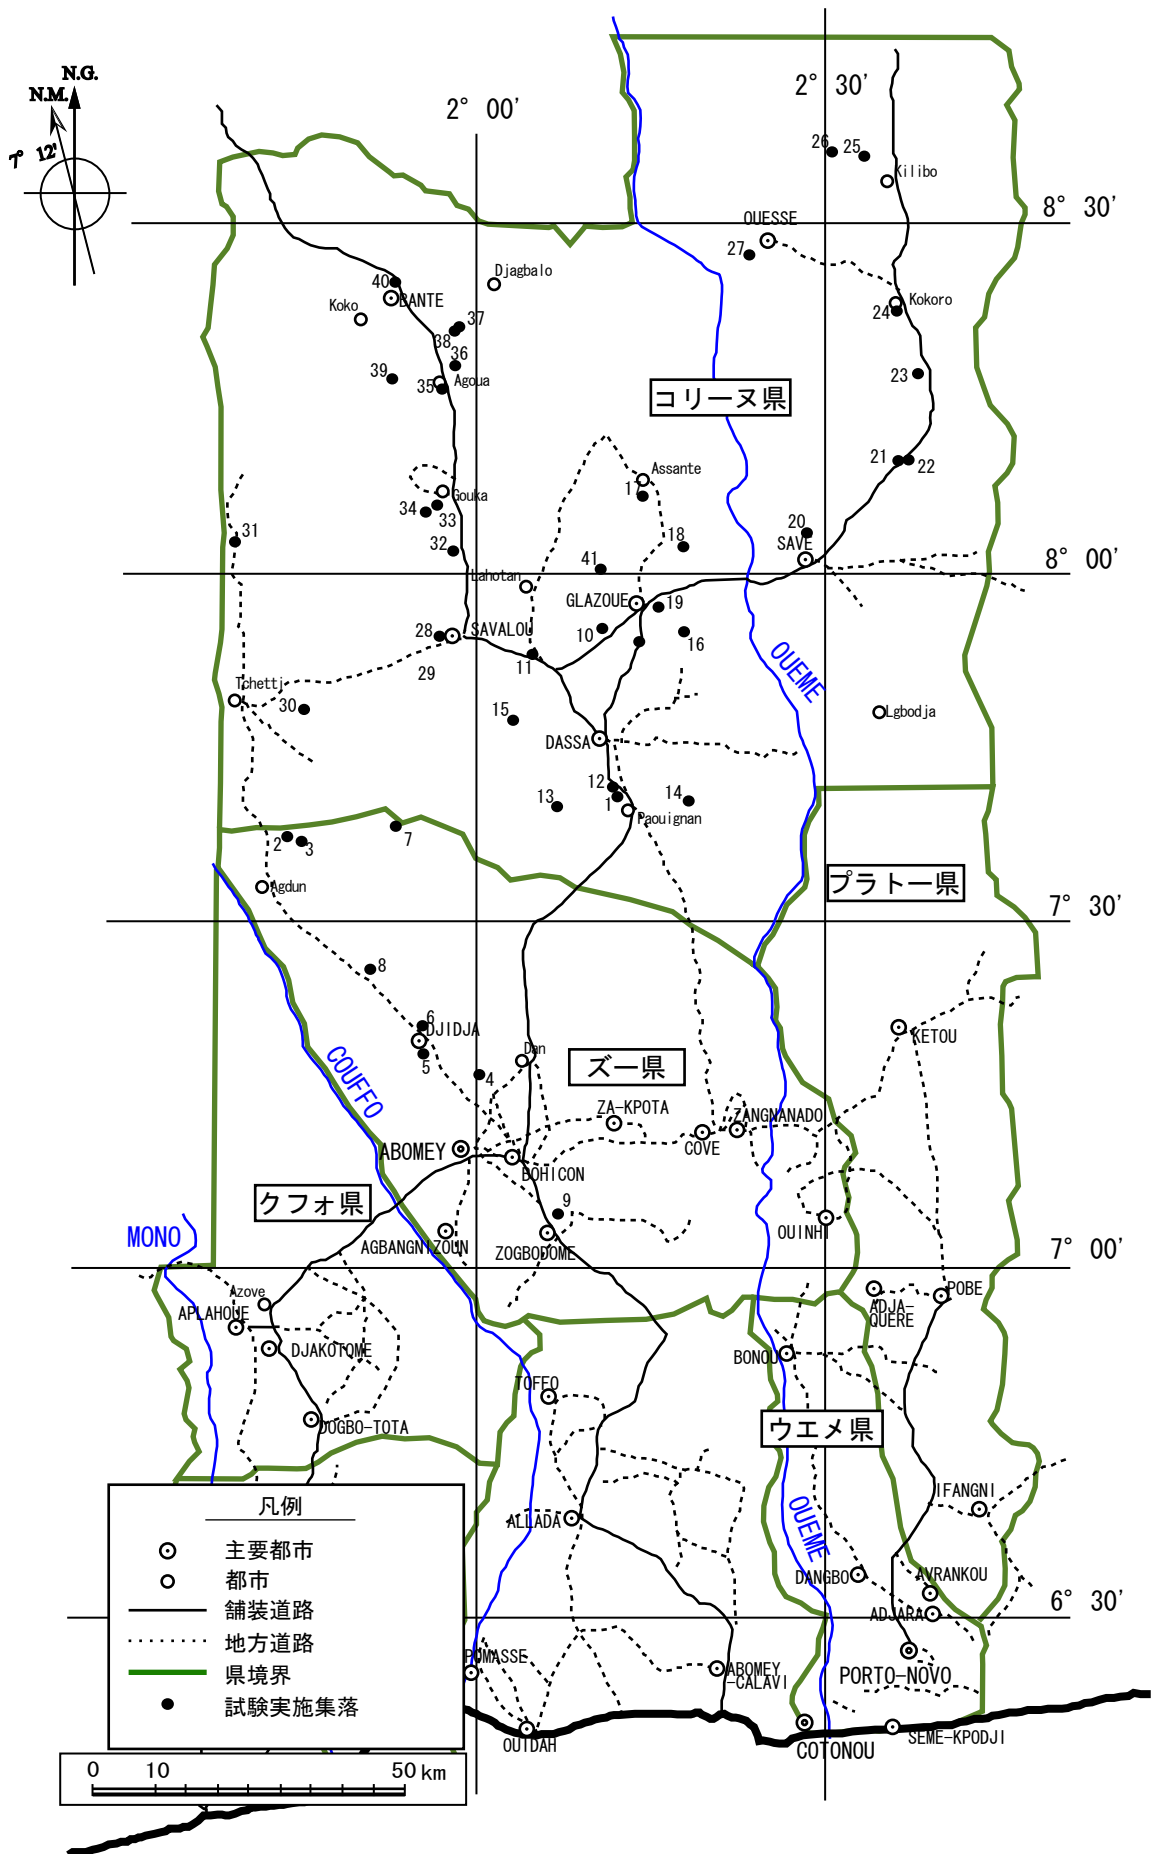 N.G.
N.M.
7° 12'
2° 00'
2° 30'
26
25
Kilibo
8° 30'
OUESSE
27
Djagbalo
40
BANTE
Koko
Kokoro
24
37
38
36
39
35
Agoua
23
コリーヌ県
21
22
Assante
17
Gouka
34
33
31
32
18
20
SAVE
41
8° 00'
Lahotan
GLAZOUE
19
10
16
28
SAVALOU
11
29
OUEME
Tchetti
30
15
Lgbodja
DASSA
12
1
13
14
Paouignan
2
3
7
Agdun
プラトー県
7° 30'
8
6
DJIDJA
5
4
Dan
KETOU
COUFFO
ズー県
ZA-KPOTA
ZANGNANADO
COVE
ABOMEY
BOHICON
クフォ県
9
MONO
AGBANGNIZOUN
ZOGBODOME
OUINHI
7° 00'
Azove
APLAHOUE
DJAKOTOME
ADJA-
QUERE
POBE
BONOU
TOFFO
DOGBO-TOTA
ウエメ県
IFANGNI
ALLADA
OUEME
DANGBO
AVRANKOU
ADJARA
6° 30'
POMASSE
ABOMEY
-CALAVI
PORTO-NOVO
OUIDAH
COTONOU
SEME-KPODJI
凡例
主要都市
都市
舗装道路
地方道路
県境界
試験実施集落
0 10 50 km